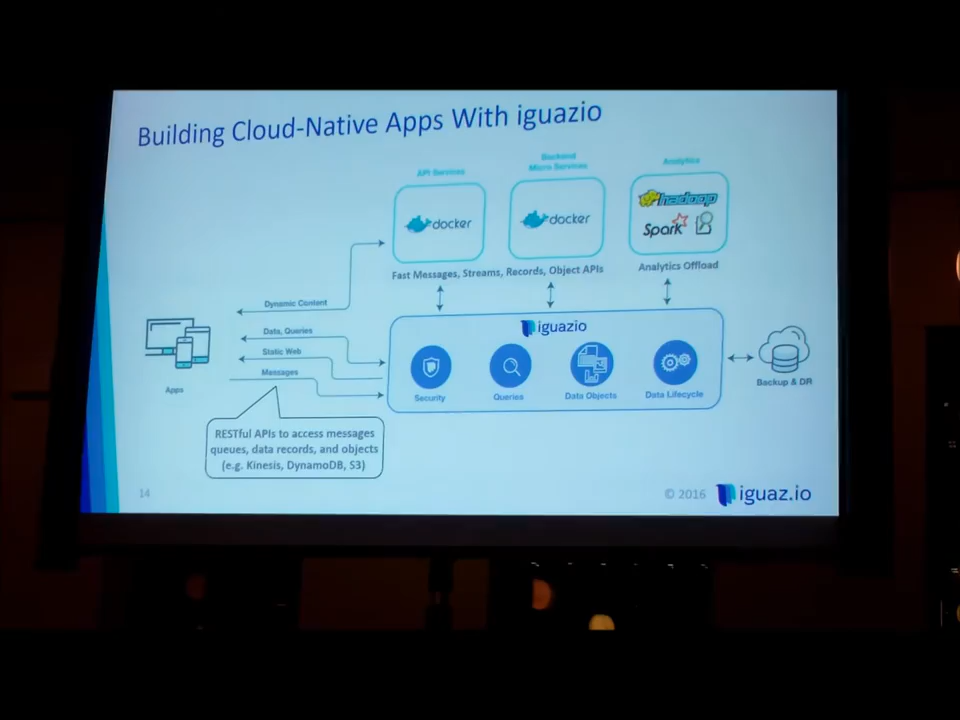 Building Cloud-Native Apps With iguazio
API Services
Backend
Micro Services
Analytics
docker
docker
hadoop
Spark
Fast Messages, Streams, Records, Object APIs
Analytics Offload
Dynamic Content
Data, Queries
Static Web
Messages
Apps
iguazio
Security
Queries
Data Objects
Data Lifecycle
Backup & DR
RESTful APIs to access messages
queues, data records, and objects
(e.g. Kinesis, DynamoDB, S3)
14
© 2016
iguaz.io